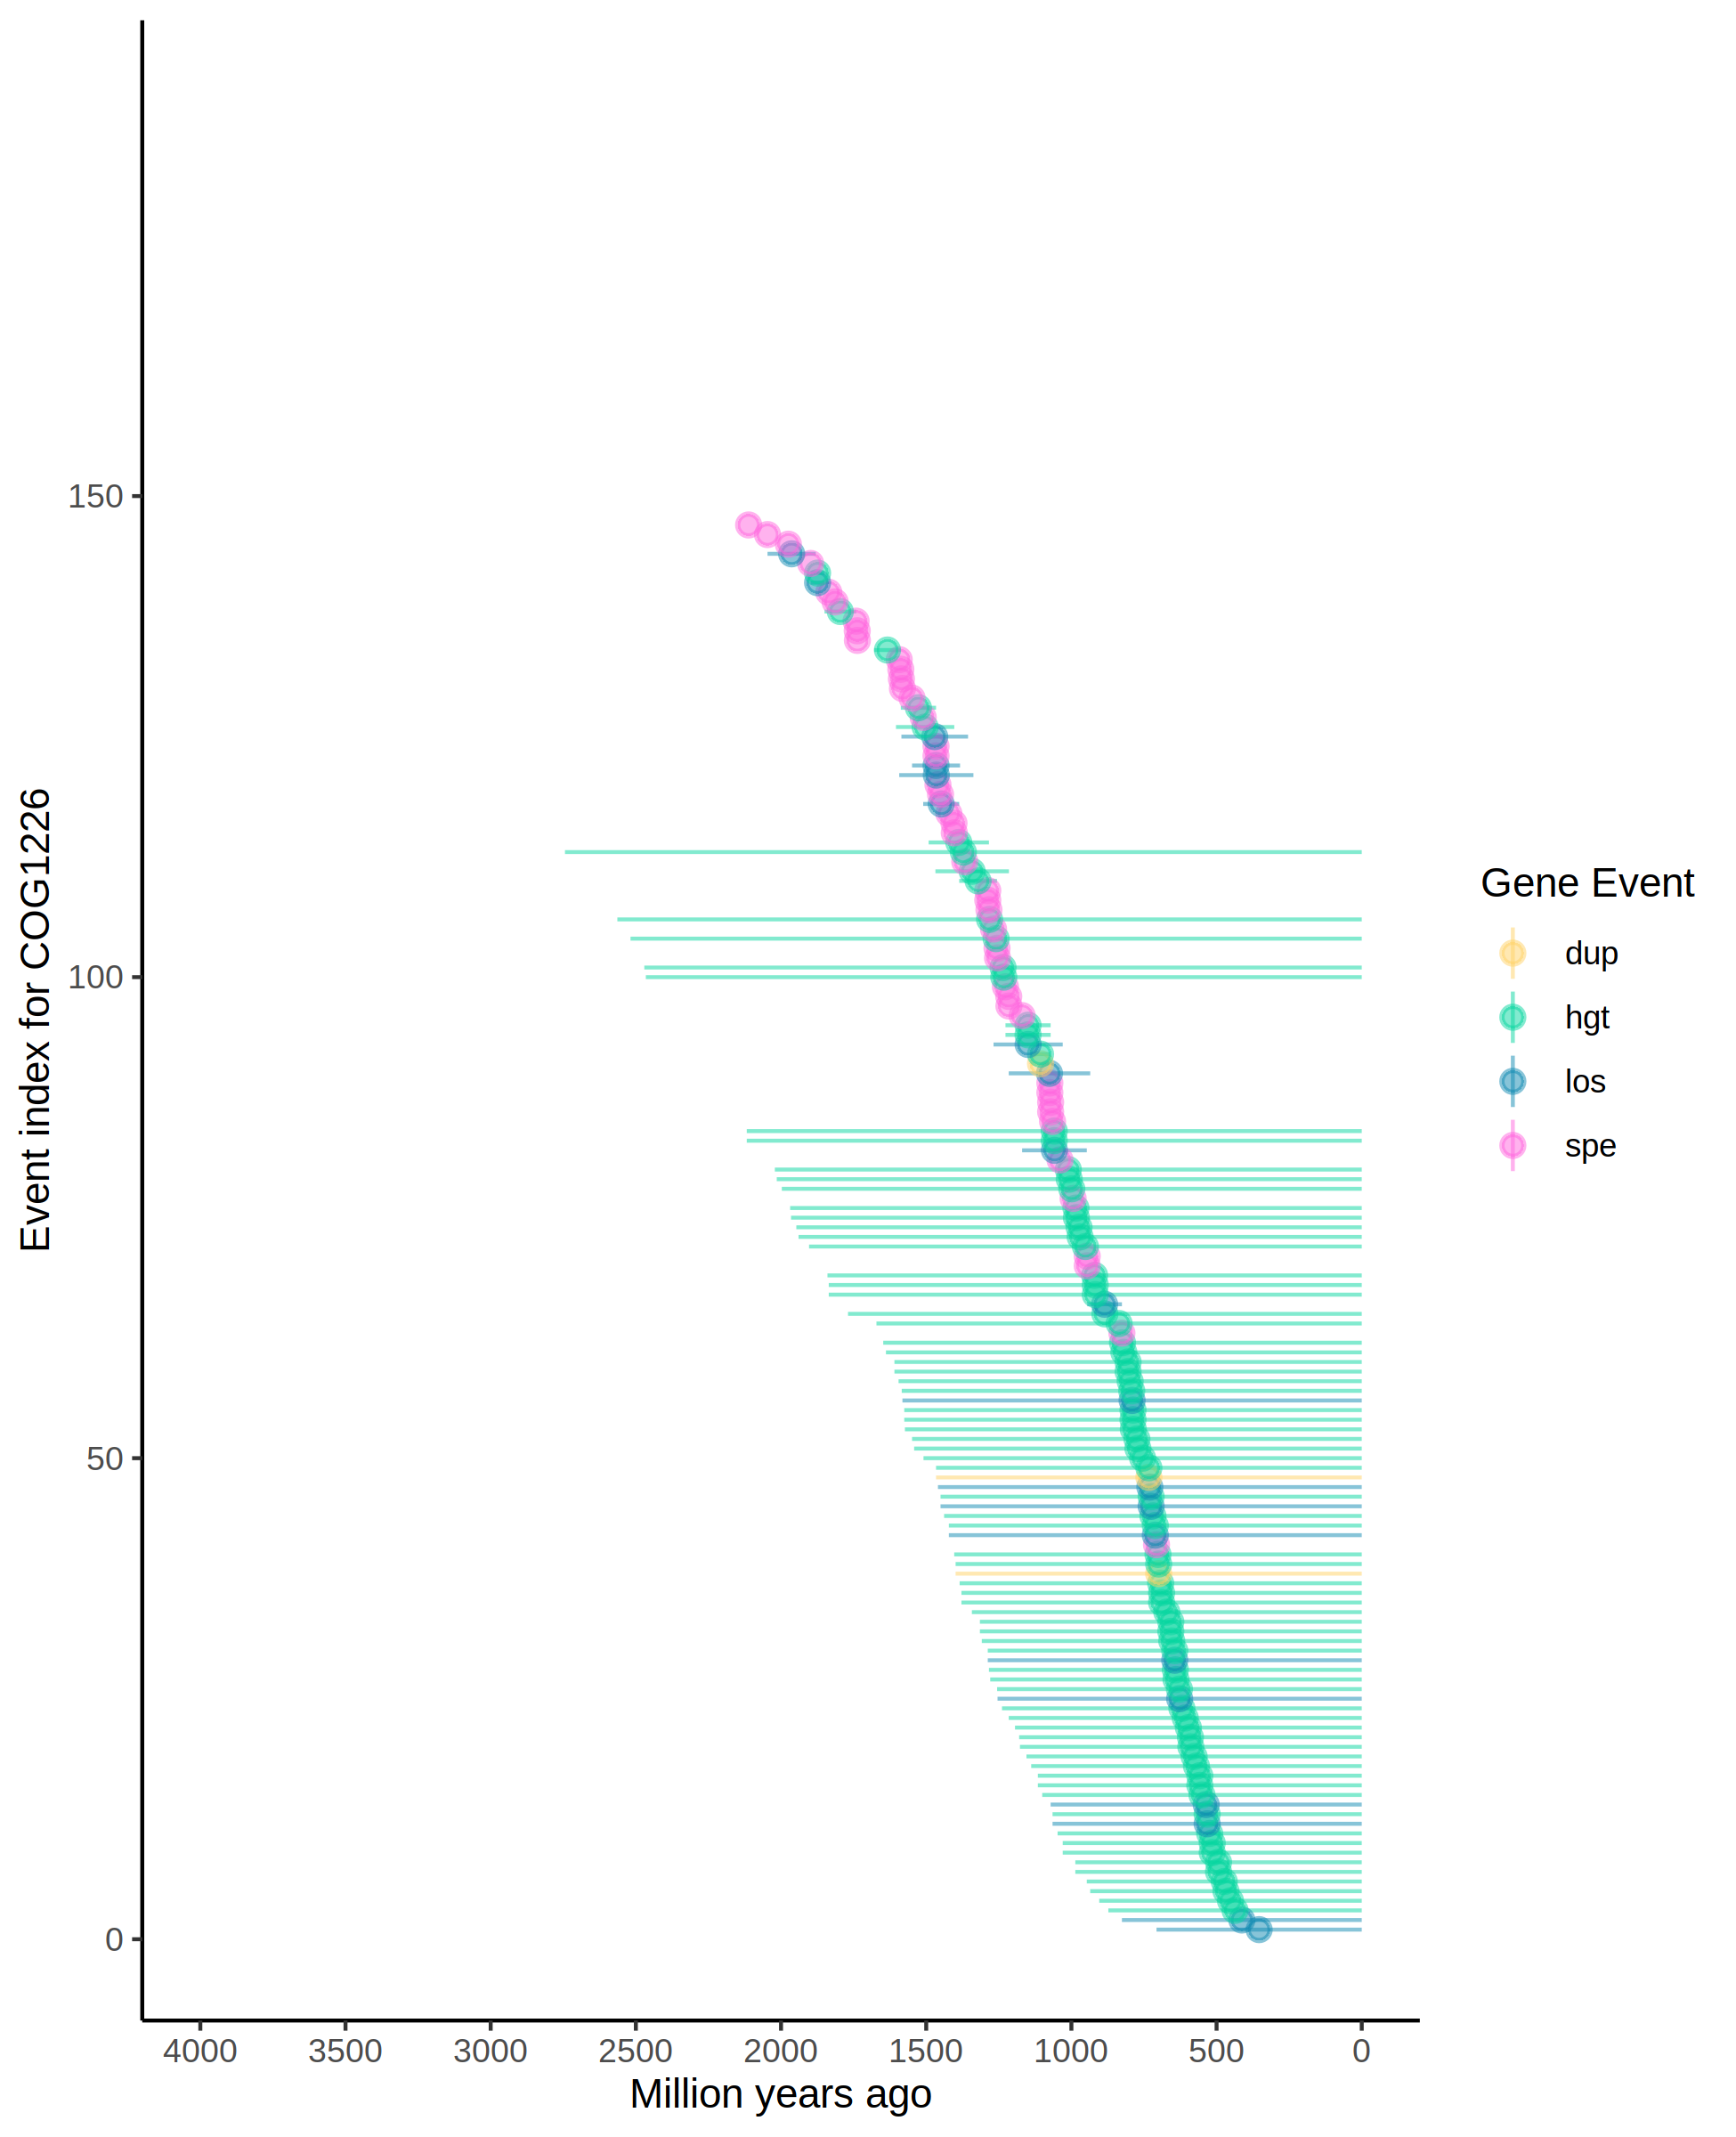 150
100
50
0
Event index for COG1226
4000 3500 3000 2500 2000 1500 1000 500 0
Million years ago
Gene Event
dup
hgt
los
spe